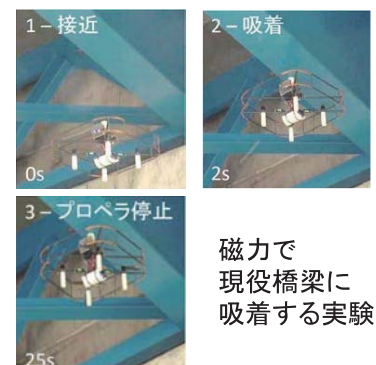 1－接近
0s
2－吸着
2s
3－プロペラ停止
25s
磁力で
現役橋梁に
吸着する実験